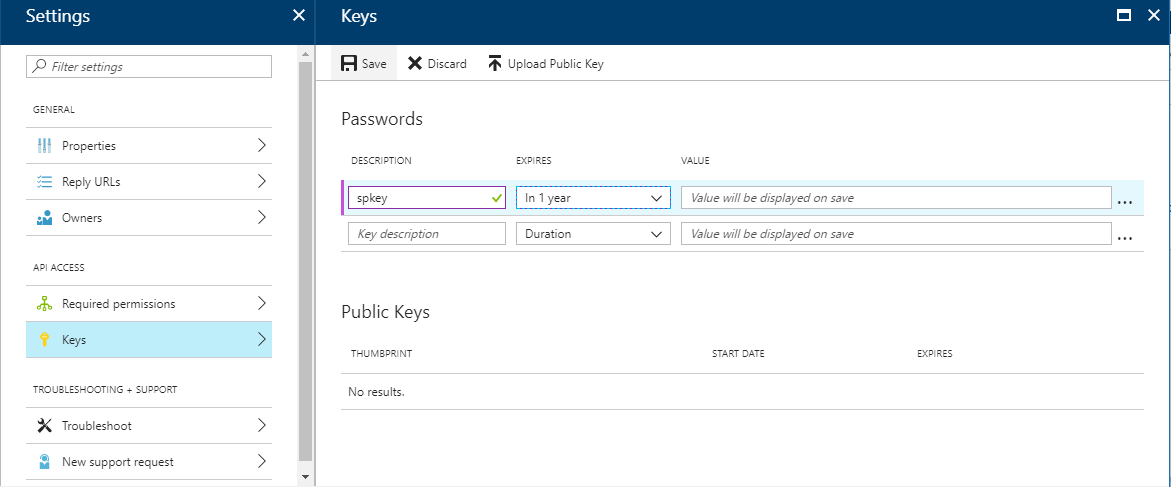 Settings
Filter settings
GENERAL
Properties
Reply URLs
Owners
API ACCESS
Required permissions
Keys
TROUBLESHOOTING + SUPPORT
Troubleshoot
New support request
Keys
Save Discard Upload Public Key
Passwords
DESCRIPTION EXPIRES VALUE
spkey In 1 year Value will be displayed on save ...
Key description Duration Value will be displayed on save ...
Public Keys
THUMBPRINT START DATE EXPIRES
No results.